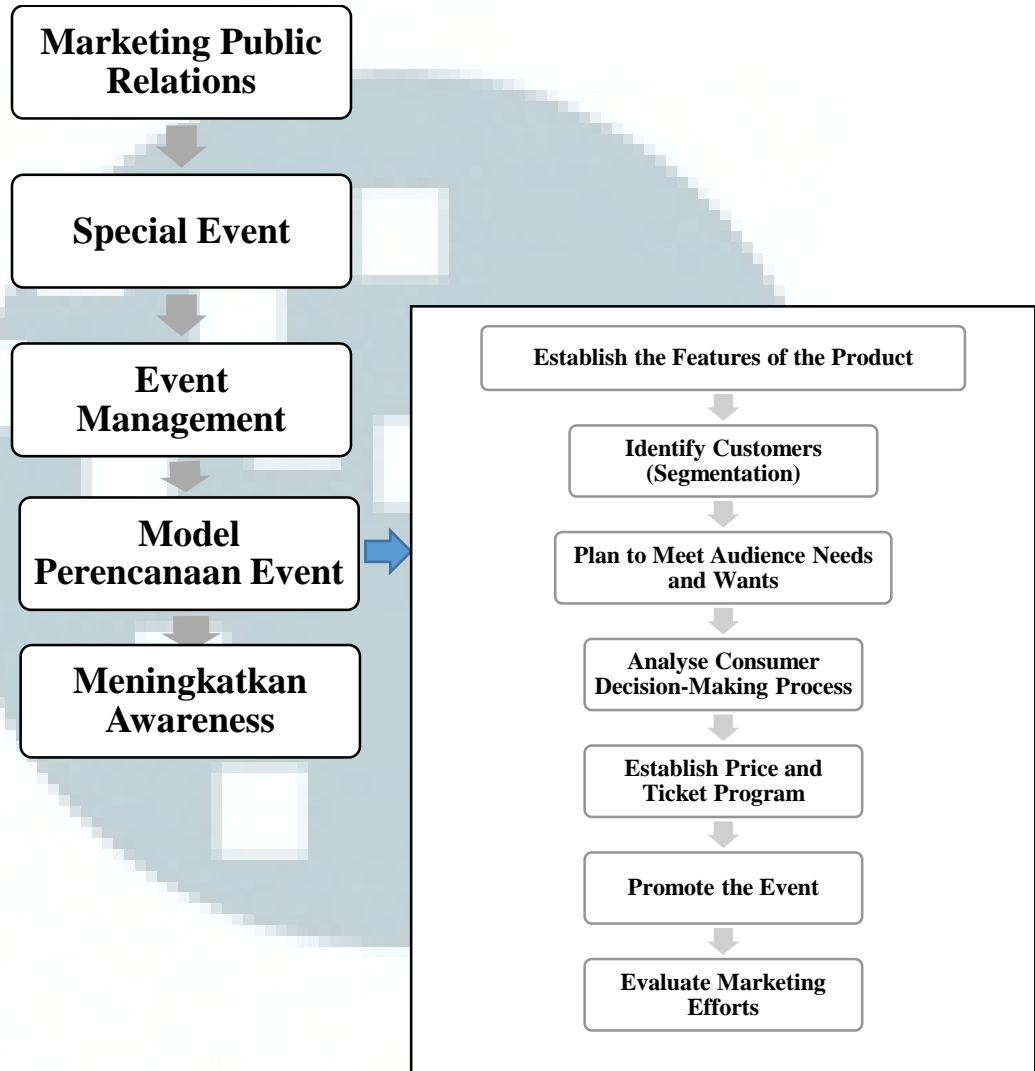 Marketing Public
Relations
Special Event
Event
Management
Model
Perencanaan Event
Meningkatkan
Awareness
Establish the Features of the Product
Identify Customers
(Segmentation)
Plan to Meet Audience Needs
and Wants
Analyse Consumer
Decision-Making Process
Establish Price and
Ticket Program
Promote the Event
Evaluate Marketing
Efforts